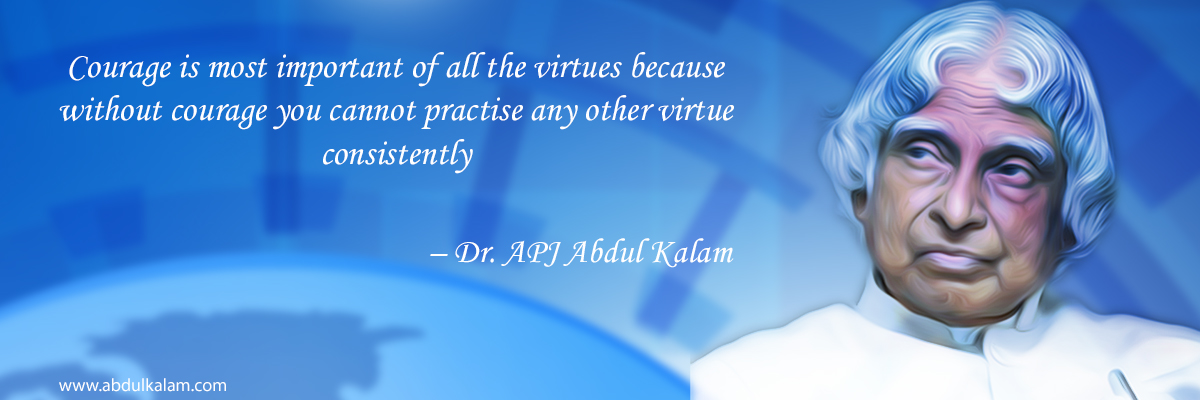 Courage is most important of all the virtues because
without courage you cannot practise any other virtue
consistently
– Dr. APJ Abdul Kalam
www.abdulkalam.com